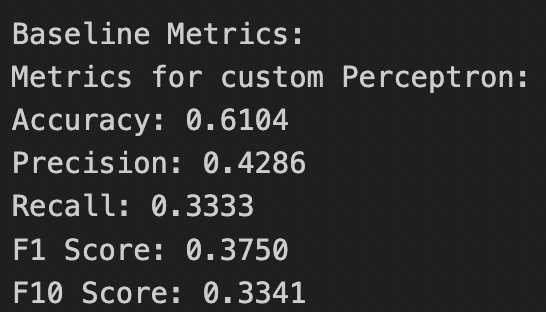 Baseline Metrics:
Metrics for custom Perceptron:
Accuracy: 0.6104
Precision: 0.4286
Recall: 0.3333
F1 Score: 0.3750
F10 Score: 0.3341